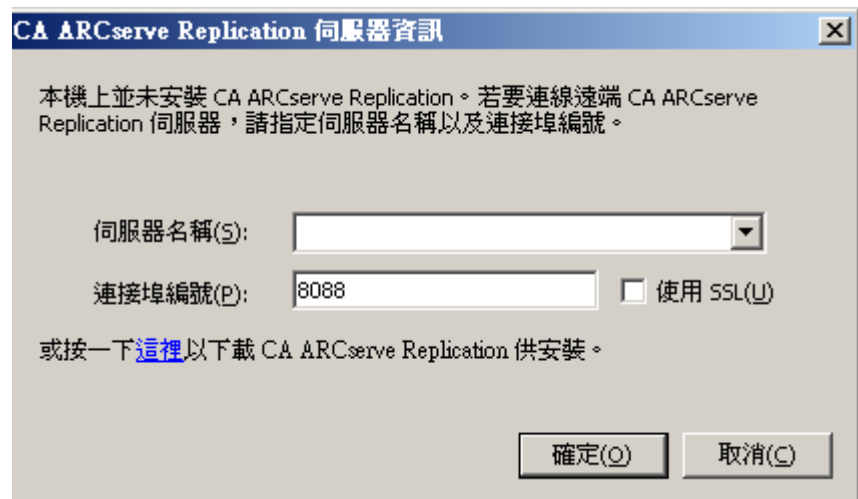 CA ARCserve Replication 伺服器資訊
本機上並未安裝 CA ARCserve Replication。若要連線遠端 CA ARCserve
Replication 伺服器，請指定伺服器名稱以及連接埠編號。
伺服器名稱(S):
連接埠編號(P): 8088 使用 SSL(U)
或按一下這裡以下載 CA ARCserve Replication 供安裝。
確定(O) 取消(C)